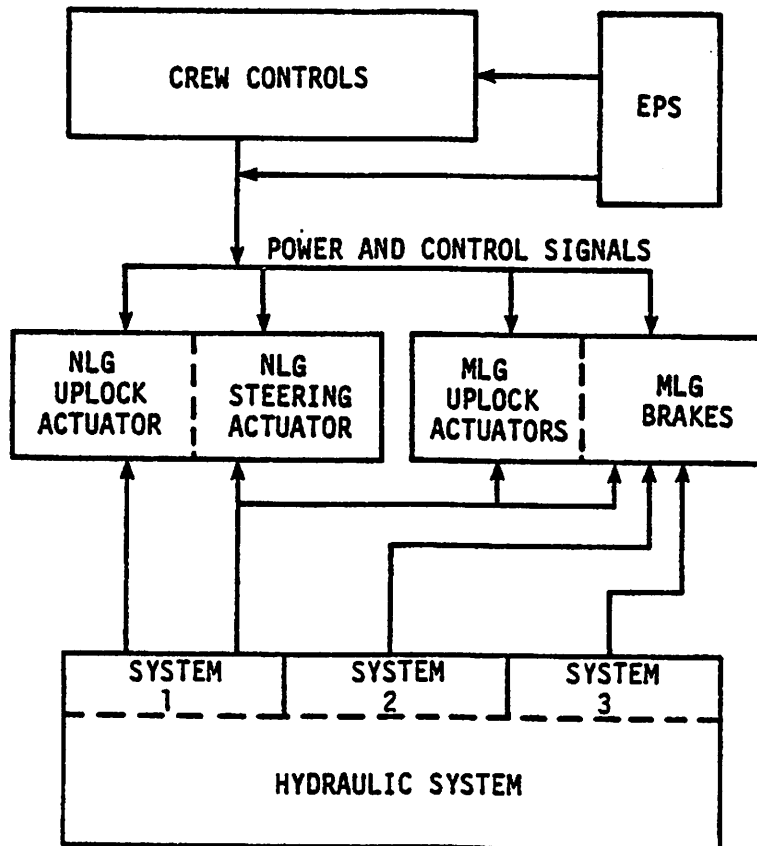 CREW CONTROLS
EPS
POWER AND CONTROL SIGNALS
NLG
UPLOCK
ACTUATOR
NLG
STEERING
ACTUATOR
MLG
UPLOCK
ACTUATORS
MLG
BRAKES
SYSTEM
1
SYSTEM
2
SYSTEM
3
HYDRAULIC SYSTEM